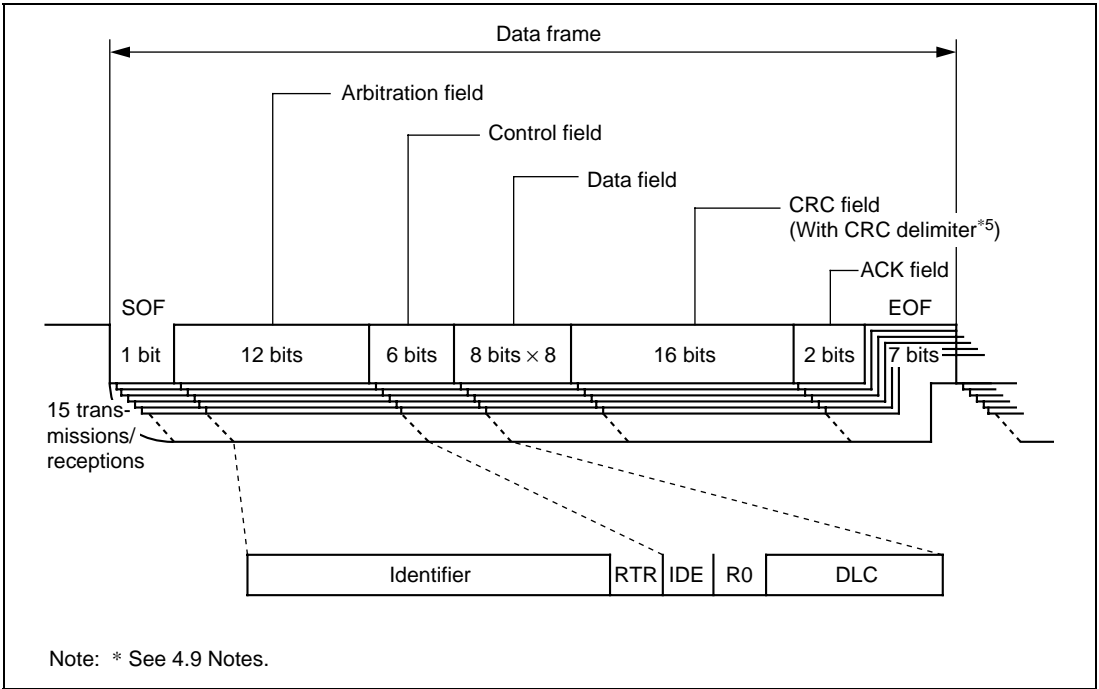 Data frame
Arbitration field
Control field
Data field
CRC field
(With CRC delimiter*5)
ACK field
SOF
EOF
1 bit
12 bits
6 bits
8 bits × 8
16 bits
2 bits
7 bits
15 trans-
missions/
receptions
Identifier
RTR
IDE
R0
DLC
Note: * See 4.9 Notes.